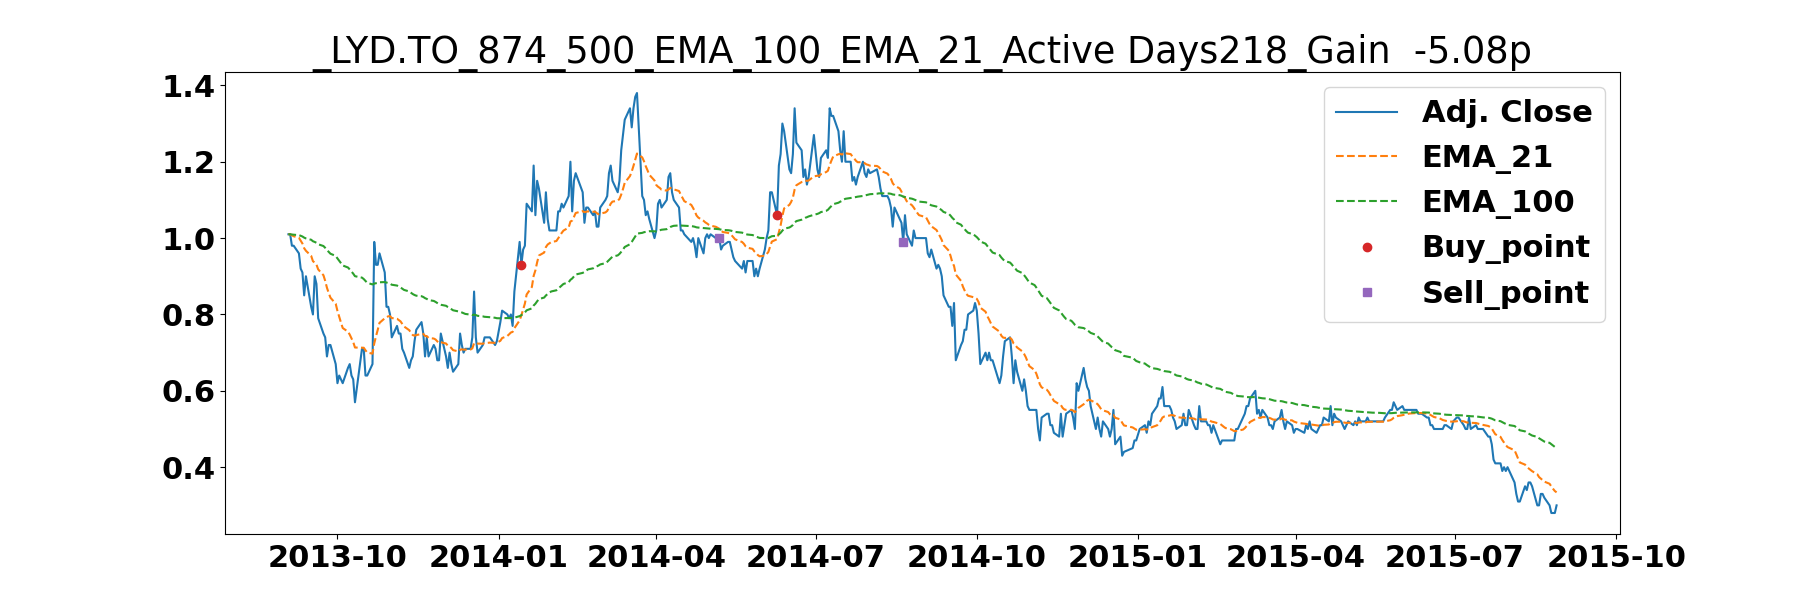 _LYD.TO_874_500_EMA_100_EMA_21_Active Days218_Gain  -5.08p
1.4
1.2
1.0
0.8
0.6
0.4
Adj. Close
EMA_21
EMA_100
Buy_point
Sell_point
2013-10 2014-01 2014-04 2014-07 2014-10 2015-01 2015-04 2015-07 2015-10